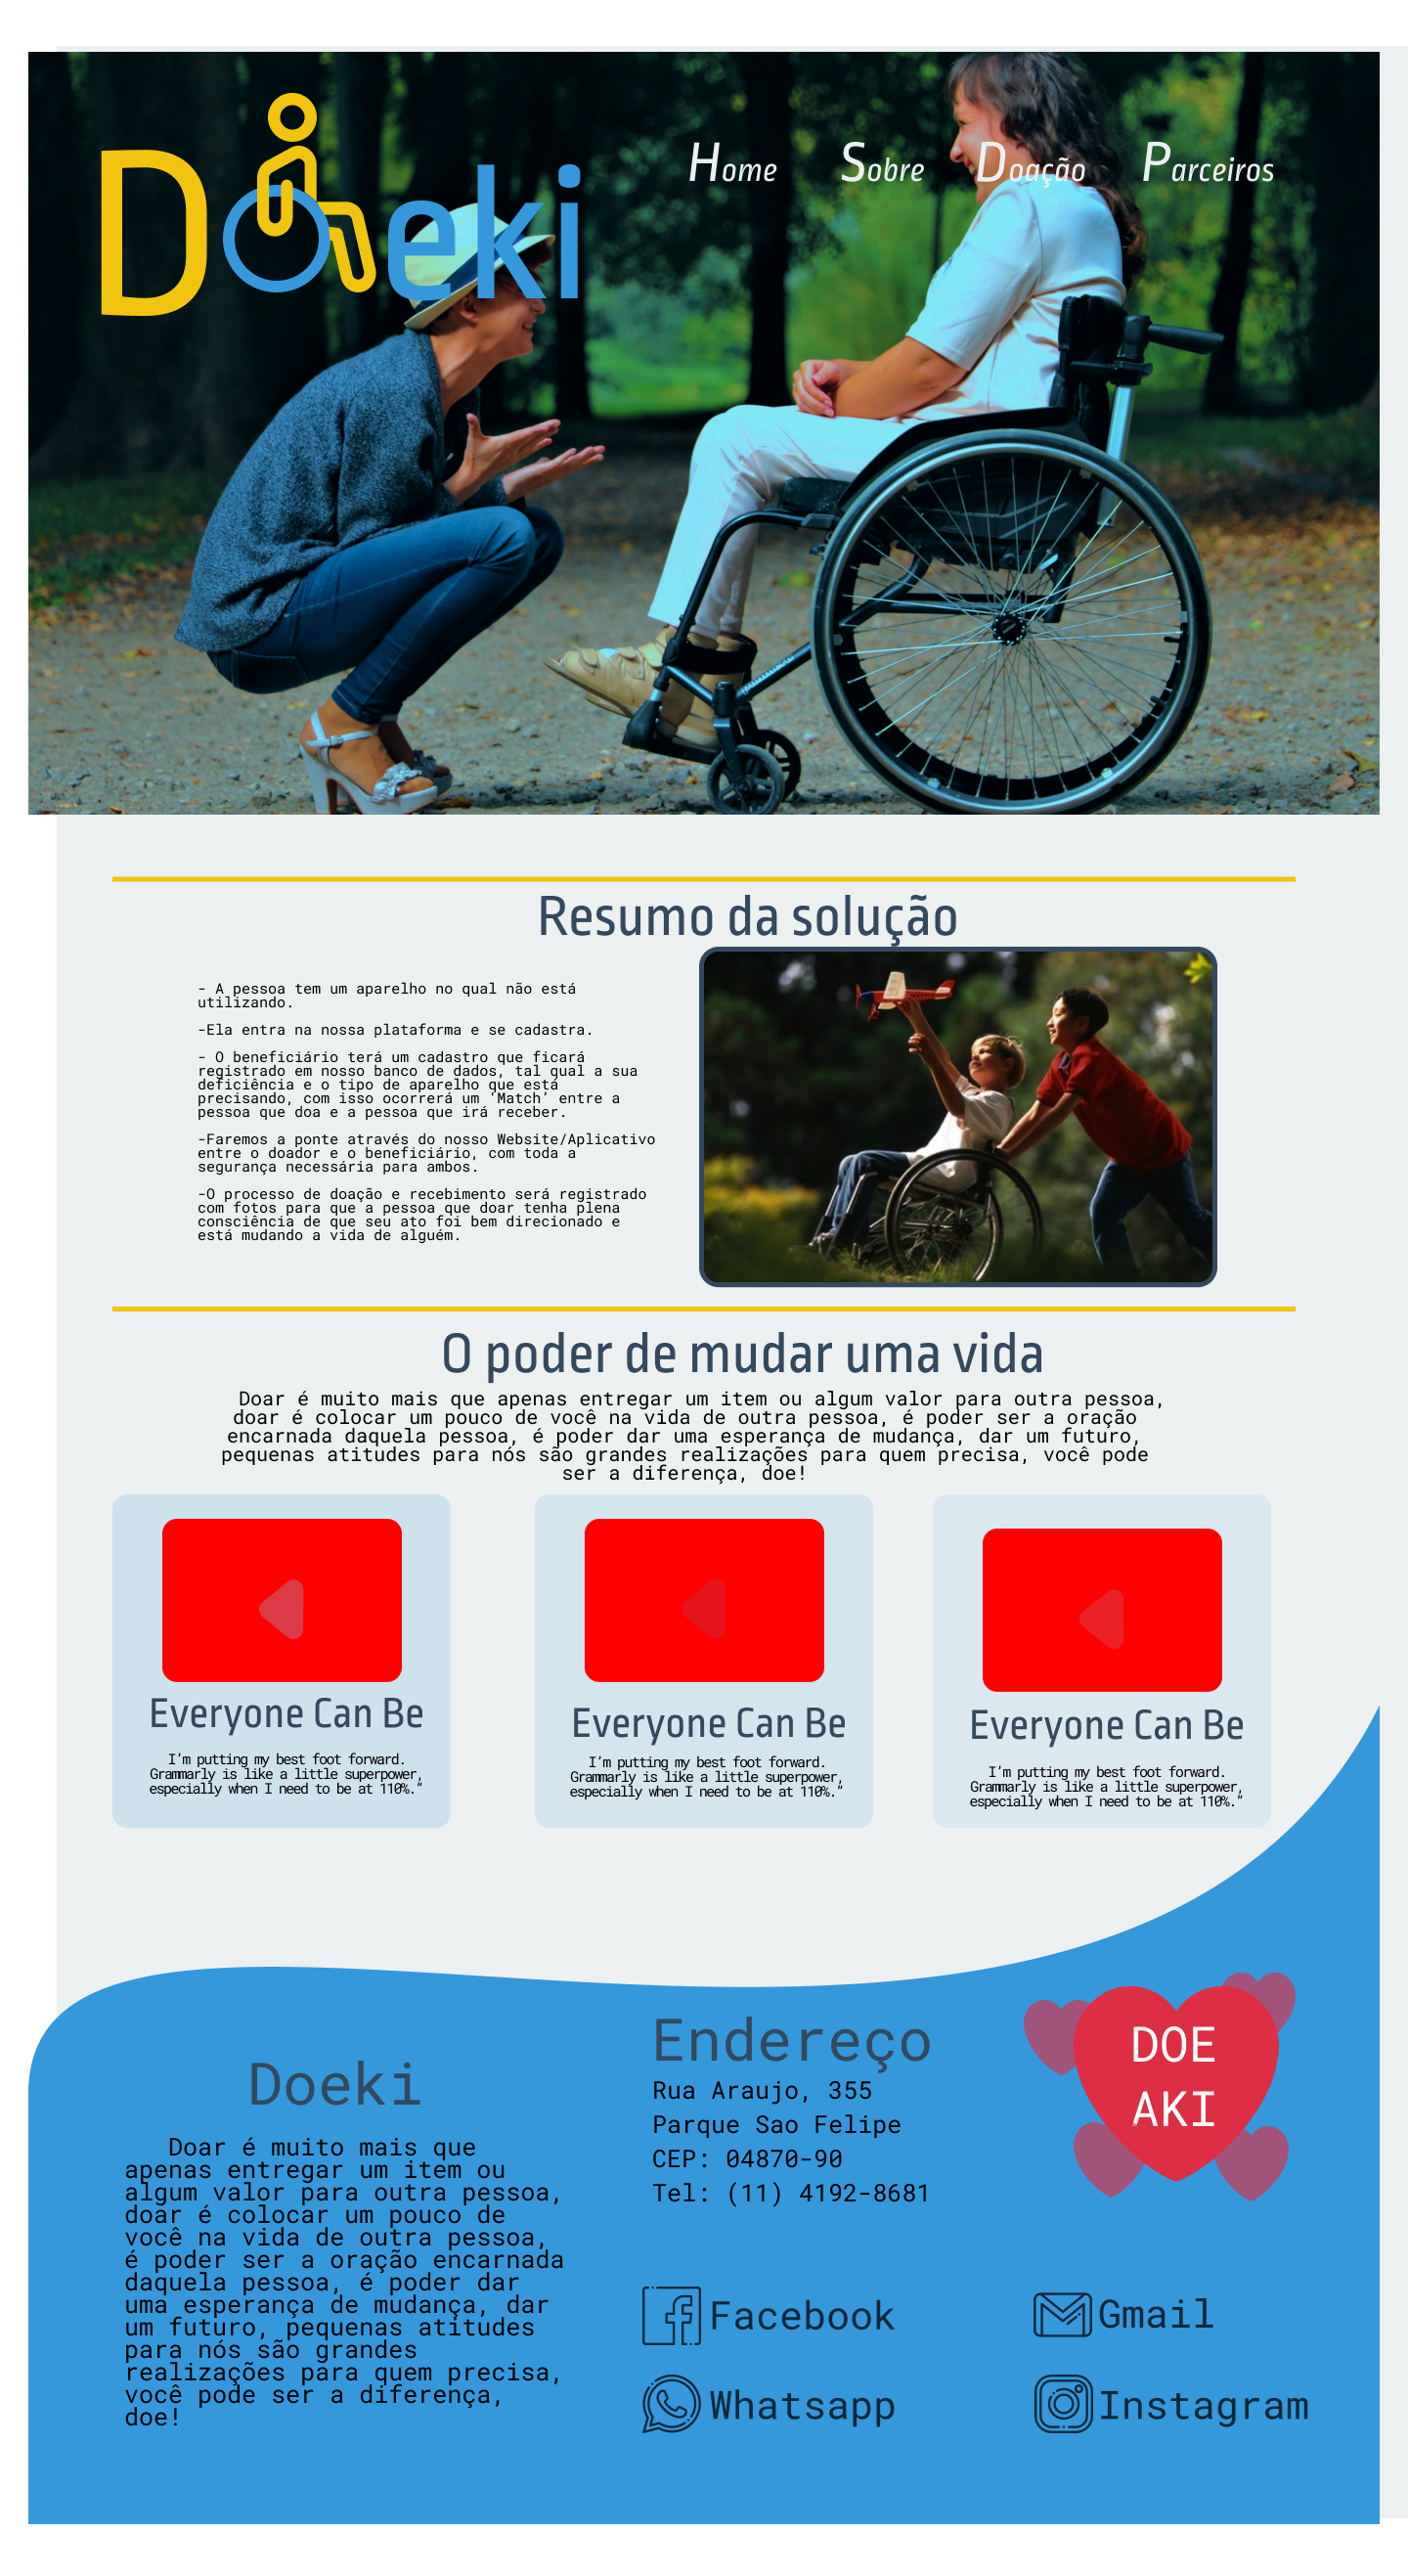 Doeki
Home Sobre Doação Parceiros
Resumo da solução
- A pessoa tem um aparelho no qual não está
utilizando.
-Ela entra na nossa plataforma e se cadastra.
- O beneficiário terá um cadastro que ficará
registrado em nosso banco de dados, tal qual a sua
deficiência e o tipo de aparelho que está
precisando, com isso ocorrerá um ‘Match’ entre a
pessoa que doa e a pessoa que irá receber.
-Faremos a ponte através do nosso Website/Aplicativo
entre o doador e o beneficiário, com toda a
segurança necessária para ambos.
-O processo de doação e recebimento será registrado
com fotos para que a pessoa que doar tenha plena
consciência de que seu ato foi bem direcionado e
está mudando a vida de alguém.
O poder de mudar uma vida
Doar é muito mais que apenas entregar um item ou algum valor para outra pessoa,
doar é colocar um pouco de você na vida de outra pessoa, é poder ser a oração
encarnada daquela pessoa, é poder dar uma esperança de mudança, dar um futuro,
pequenas atitudes para nós são grandes realizações para quem precisa, você pode
ser a diferença, doe!
Everyone Can Be
I’m putting my best foot forward.
Grammarly is like a little superpower,
especially when I need to be at 110%.”
Everyone Can Be
I’m putting my best foot forward.
Grammarly is like a little superpower,
especially when I need to be at 110%.”
Everyone Can Be
I’m putting my best foot forward.
Grammarly is like a little superpower,
especially when I need to be at 110%.”
Doeki
Doar é muito mais que
apenas entregar um item ou
algum valor para outra pessoa,
doar é colocar um pouco de
você na vida de outra pessoa,
é poder ser a oração encarnada
daquela pessoa, é poder dar
uma esperança de mudança, dar
um futuro, pequenas atitudes
para nós são grandes
realizações para quem precisa,
você pode ser a diferença,
doe!
Endereço
Rua Araujo, 355
Parque Sao Felipe
CEP: 04870-90
Tel: (11) 4192-8681
DOE
AKI
Facebook
Gmail
Whatsapp
Instagram